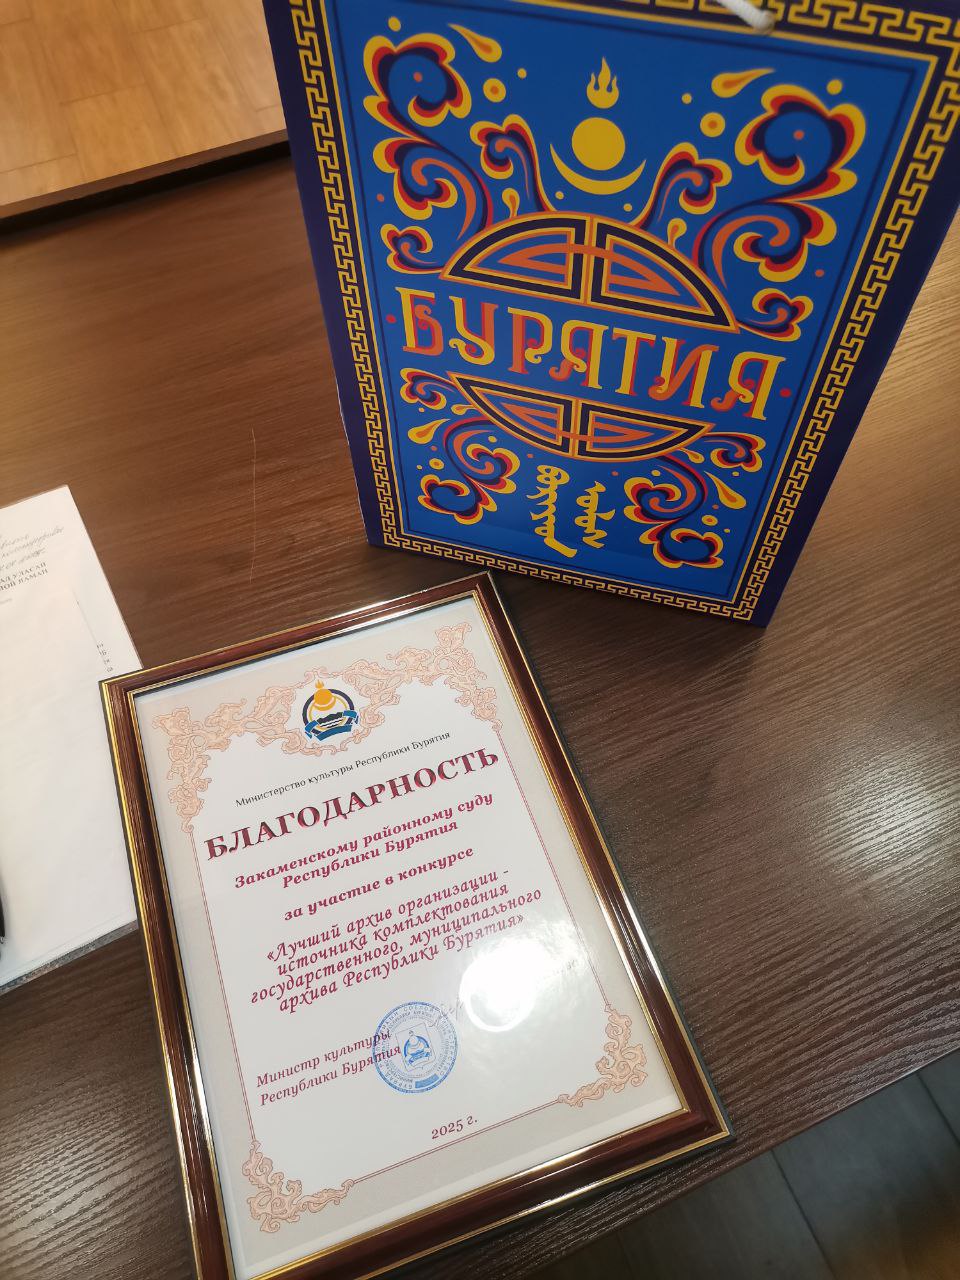 БУРЯТИЯ
Министерство культуры Республики Бурятия
БЛАГОДАРНОСТЬ
Закаменскому районному суду
Республики Бурятия
за участие в конкурсе
«Лучший архив организации -
источника комплектования
государственного, муниципального
архива Республики Бурятия»
Министр культуры
Республики Бурятия
2025 г.